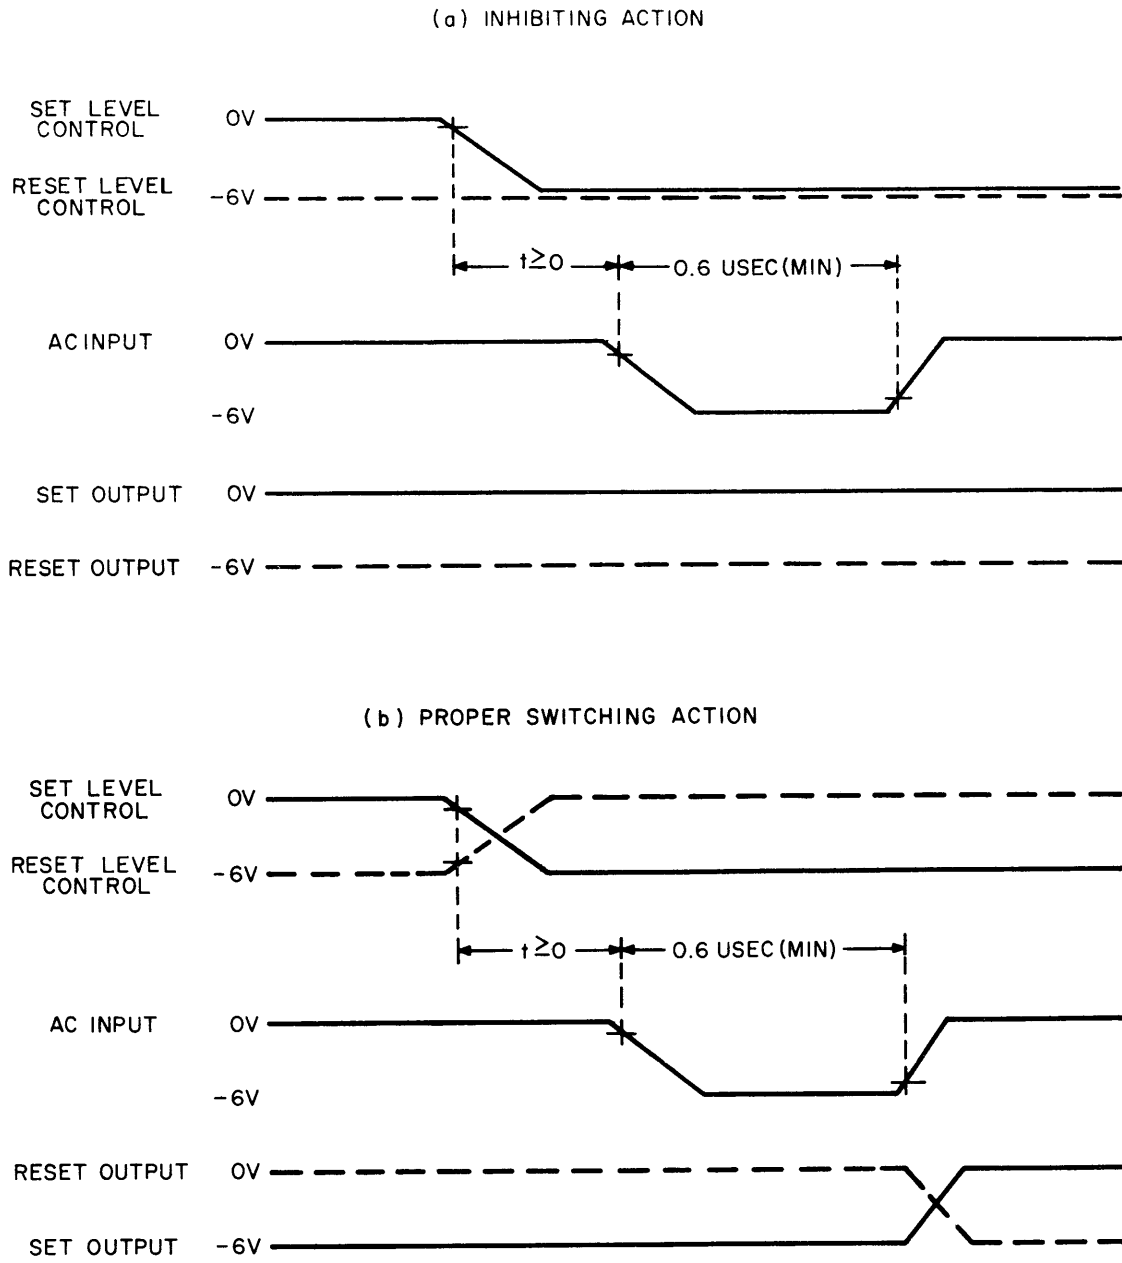 (a) INHIBITING ACTION
SET LEVEL
CONTROL
0V
RESET LEVEL
CONTROL
-6V
t≥0
0.6 USEC(MIN)
AC INPUT
0V
-6V
SET OUTPUT
0V
RESET OUTPUT
-6V
(b) PROPER SWITCHING ACTION
SET LEVEL
CONTROL
0V
RESET LEVEL
CONTROL
-6V
t≥0
0.6 USEC(MIN)
AC INPUT
0V
-6V
RESET OUTPUT
0V
SET OUTPUT
-6V